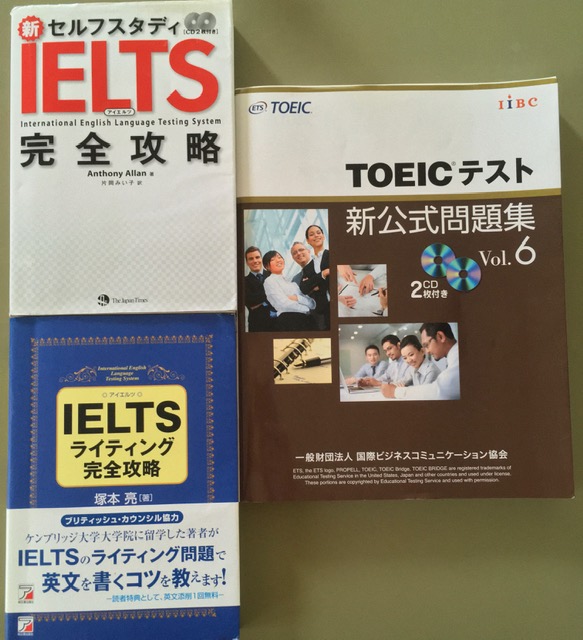 新 セルフスタディ
[CD2枚付き]
IELTS
アイエルツ
International English Language Testing System
完全攻略
Anthony Allan 著
片岡みい子 訳
The Japan Times
ETS TOEIC
IIBC
TOEIC®テスト
新公式問題集
Vol.6
2CD
枚付き
一般財団法人 国際ビジネスコミュニケーション協会
ETS, the ETS logo, PROPELL, TOEIC, TOEIC Bridge, TOEIC BRIDGE are registered trademarks of
Educational Testing Service in the United States, Japan and other countries and used under license.
These portions are copyrighted by Educational Testing Service and used with permission.
International English
Language
Testing System
◇アイエルツ◇
IELTS
ライティング
完全攻略
塚本 亮[著]
ブリティッシュ・カウンシル協力
ケンブリッジ大学大学院に留学した著者が
IELTSのライティング問題で
英文を書くコツを教えます!
―読者特典として、英文添削1回無料―